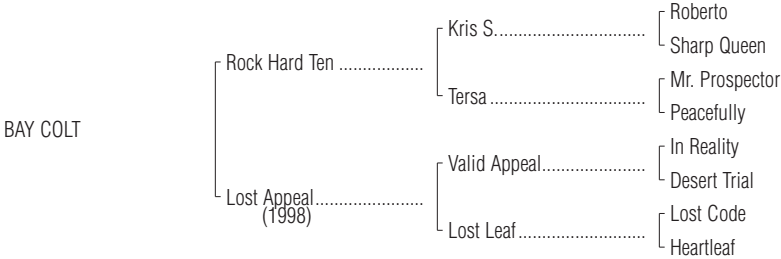 Roberto
Kris S..............................
Sharp Queen
Rock Hard Ten ..................
Mr. Prospector
Tersa ................................
Peacefully
BAY COLT
In Reality
Valid Appeal......................
Desert Trial
Lost Appeal.......................
(1998)
Lost Code
Lost Leaf ...........................
Heartleaf